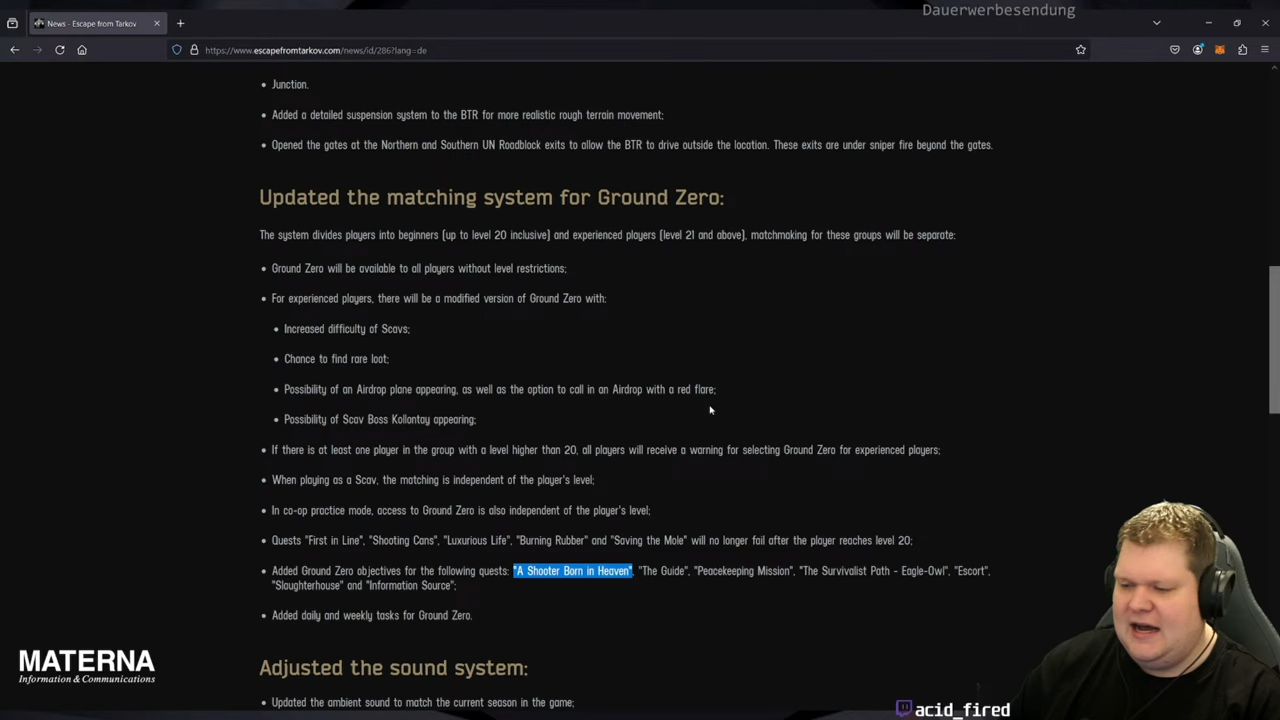 Dauerwerbesendung
News - Escape from Tarkov
https://www.escapefromtarkov.com/news/id/286?lang=de
• Junction.
• Added a detailed suspension system to the BTR for more realistic rough terrain movement;
• Opened the gates at the Northern and Southern UN Roadblock exits to allow the BTR to drive outside the location. These exits are under sniper fire beyond the gates.
Updated the matching system for Ground Zero:
The system divides players into beginners (up to level 20 inclusive) and experienced players (level 21 and above), matchmaking for these groups will be separate:
• Ground Zero will be available to all players without level restrictions;
• For experienced players, there will be a modified version of Ground Zero with:
• Increased difficulty of Scavs;
• Chance to find rare loot;
• Possibility of an Airdrop plane appearing, as well as the option to call in an Airdrop with a red flare;
• Possibility of Scav Boss Kollontay appearing;
• If there is at least one player in the group with a level higher than 20, all players will receive a warning for selecting Ground Zero for experienced players;
• When playing as a Scav, the matching is independent of the player's level;
• In co-op practice mode, access to Ground Zero is also independent of the player's level;
• Quests "First in Line", "Shooting Cans", "Luxurious Life", "Burning Rubber" and "Saving the Mole" will no longer fail after the player reaches level 20;
• Added Ground Zero objectives for the following quests: "A Shooter Born in Heaven", "The Guide", "Peacekeeping Mission", "The Survivalist Path - Eagle-Owl", "Escort",
"Slaughterhouse" and "Information Source";
• Added daily and weekly tasks for Ground Zero.
Adjusted the sound system:
• Updated the ambient sound to match the current season in the game;
MATERNA
Information & Communications
acid_fired